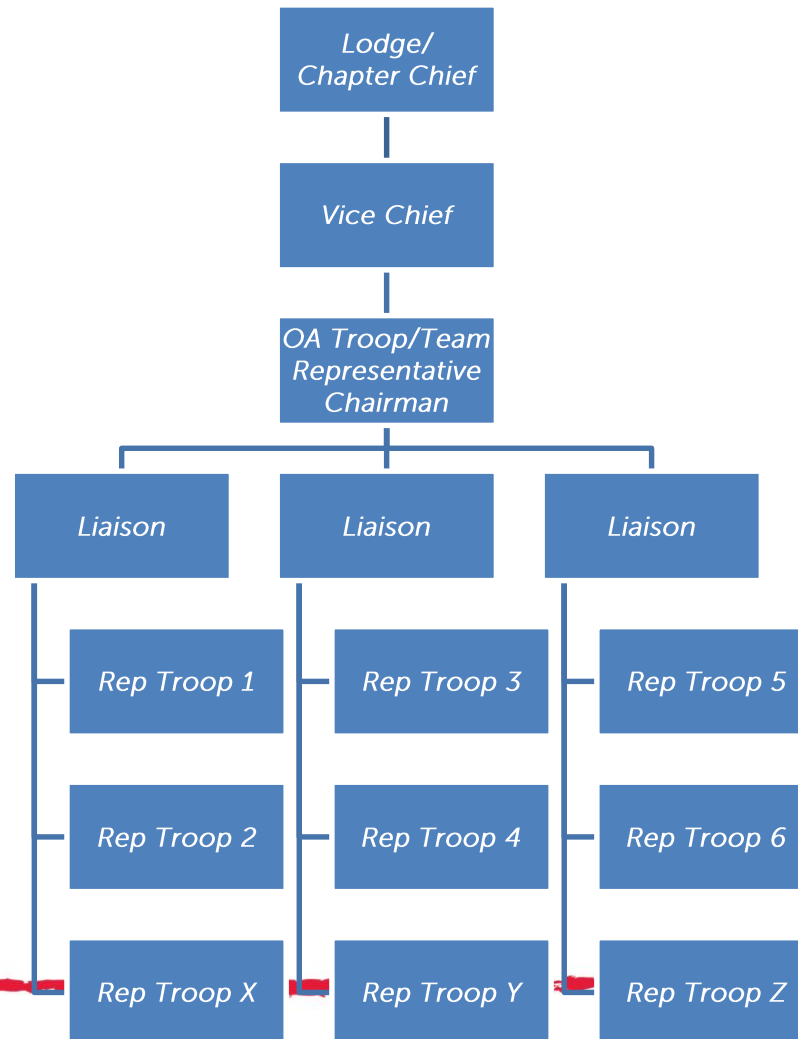 Lodge/
Chapter Chief
Vice Chief
OA Troop/Team
Representative
Chairman
Liaison
Liaison
Liaison
Rep Troop 1
Rep Troop 3
Rep Troop 5
Rep Troop 2
Rep Troop 4
Rep Troop 6
Rep Troop X
Rep Troop Y
Rep Troop Z